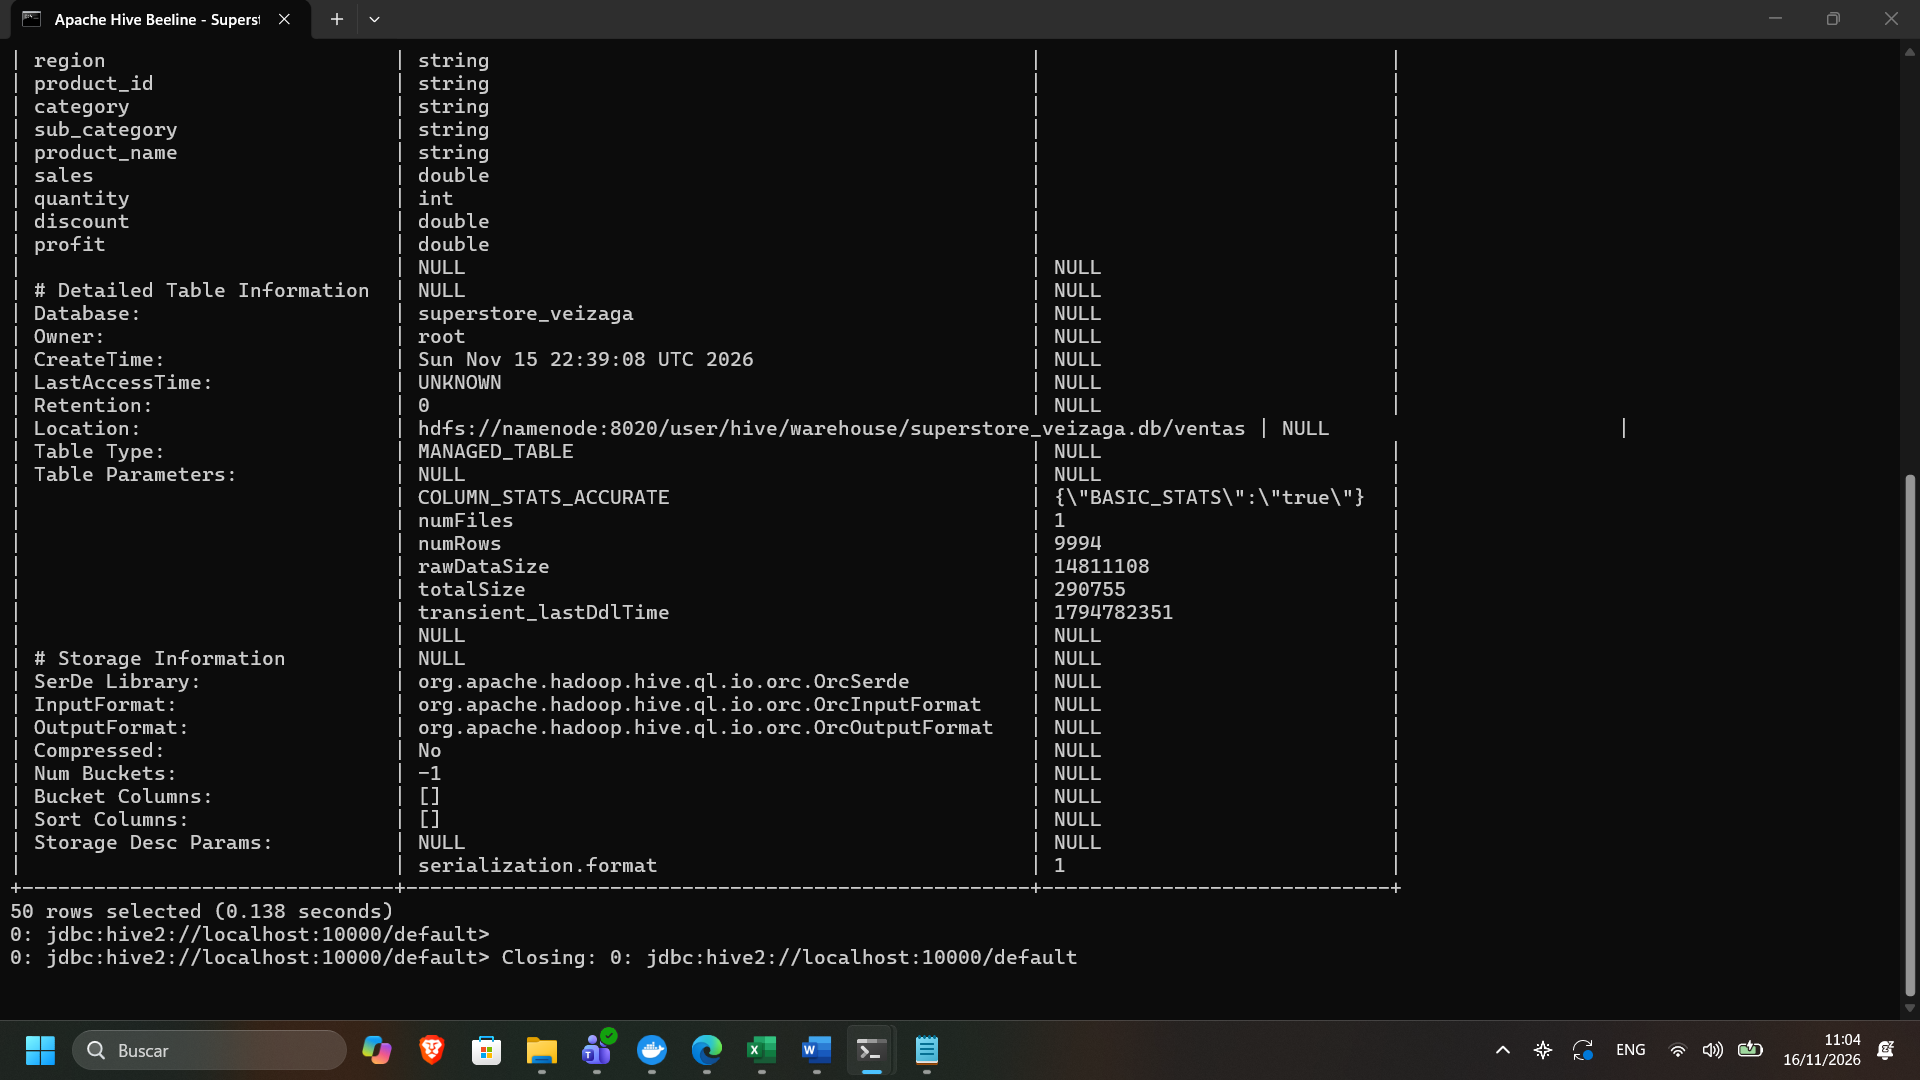 Apache Hive Beeline - Superst
| region | string | |
| product_id | string | |
| category | string | |
| sub_category | string | |
| product_name | string | |
| sales | double | |
| quantity | int | |
| discount | double | |
| profit | double | |
| | NULL | NULL |
| # Detailed Table Information | NULL | NULL |
| Database: | superstore_veizaga | NULL |
| Owner: | root | NULL |
| CreateTime: | Sun Nov 15 22:39:08 UTC 2026 | NULL |
| LastAccessTime: | UNKNOWN | NULL |
| Retention: | 0 | NULL |
| Location: | hdfs://namenode:8020/user/hive/warehouse/superstore_veizaga.db/ventas | NULL |
| Table Type: | MANAGED_TABLE | NULL |
| Table Parameters: | NULL | NULL |
| | COLUMN_STATS_ACCURATE | {\"BASIC_STATS\":\"true\"} |
| | numFiles | 1 |
| | numRows | 9994 |
| | rawDataSize | 14811108 |
| | totalSize | 290755 |
| | transient_lastDdlTime | 1794782351 |
| | NULL | NULL |
| # Storage Information | NULL | NULL |
| SerDe Library: | org.apache.hadoop.hive.ql.io.orc.OrcSerde | NULL |
| InputFormat: | org.apache.hadoop.hive.ql.io.orc.OrcInputFormat | NULL |
| OutputFormat: | org.apache.hadoop.hive.ql.io.orc.OrcOutputFormat | NULL |
| Compressed: | No | NULL |
| Num Buckets: | -1 | NULL |
| Bucket Columns: | [] | NULL |
| Sort Columns: | [] | NULL |
| Storage Desc Params: | NULL | NULL |
| | serialization.format | 1 |
+-------------------------------+-----------------------------------------------------+-----------------------------+
50 rows selected (0.138 seconds)
0: jdbc:hive2://localhost:10000/default>
0: jdbc:hive2://localhost:10000/default> Closing: 0: jdbc:hive2://localhost:10000/default
Buscar
ENG
11:04
16/11/2026